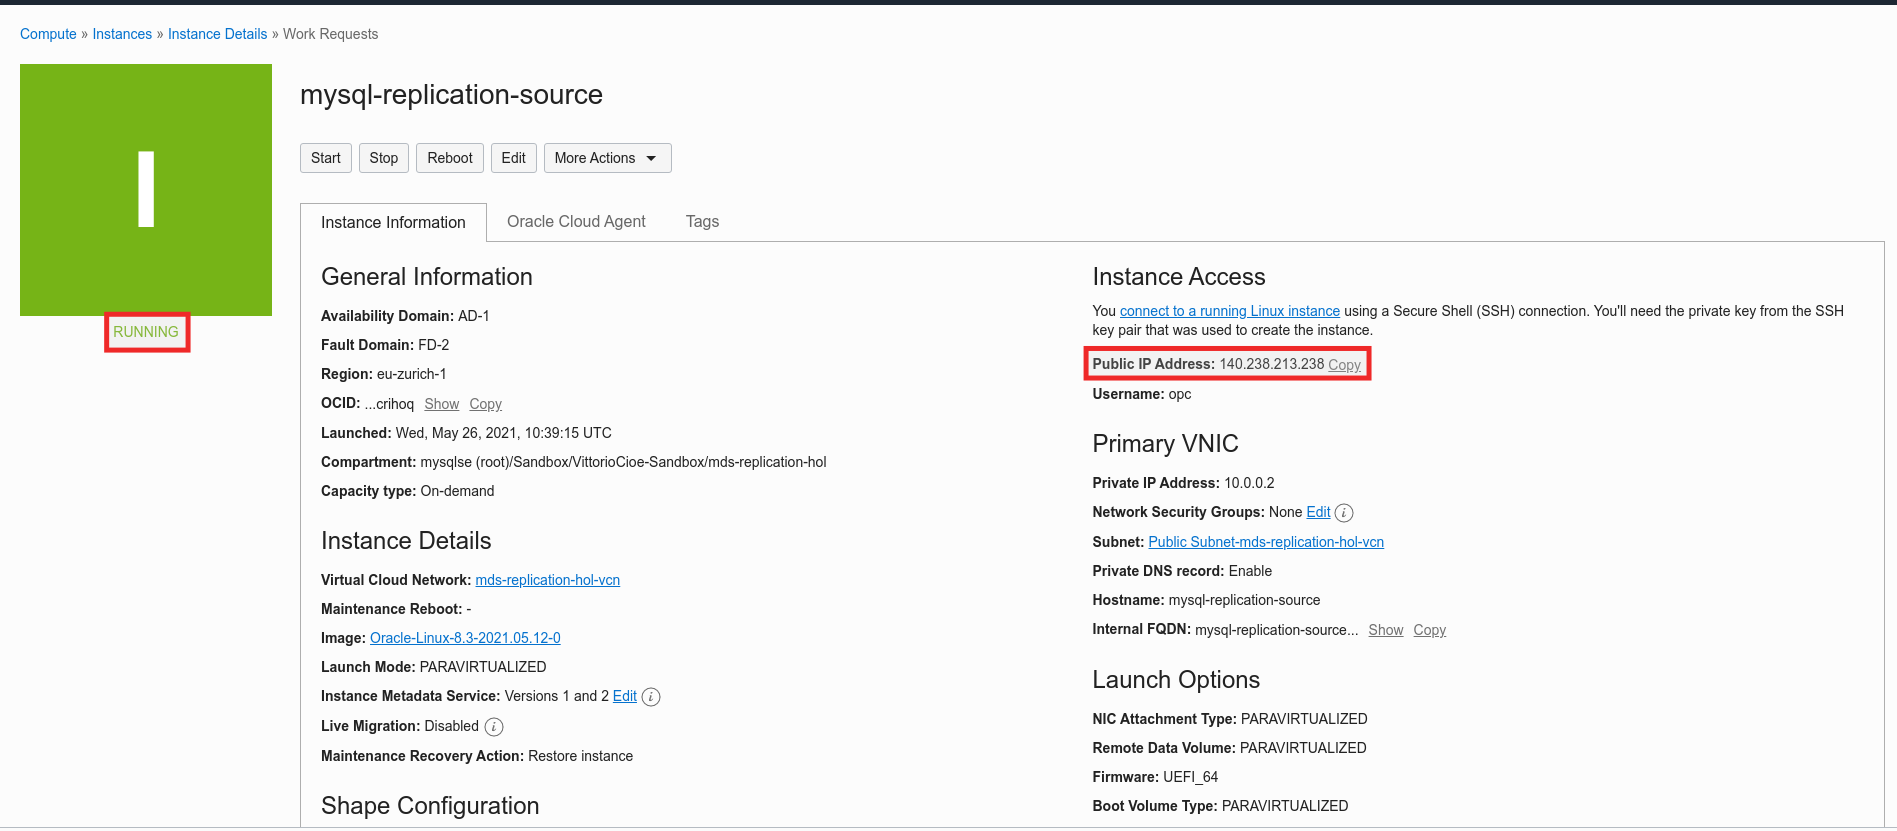 Compute » Instances » Instance Details » Work Requests
I
RUNNING
mysql-replication-source
Start Stop Reboot Edit More Actions
Instance Information Oracle Cloud Agent Tags
General Information
Availability Domain: AD-1
Fault Domain: FD-2
Region: eu-zurich-1
OCID: ...crihoq Show Copy
Launched: Wed, May 26, 2021, 10:39:15 UTC
Compartment: mysqlse (root)/Sandbox/VittorioCioe-Sandbox/mds-replication-hol
Capacity type: On-demand
Instance Details
Virtual Cloud Network: mds-replication-hol-vcn
Maintenance Reboot: -
Image: Oracle-Linux-8.3-2021.05.12-0
Launch Mode: PARAVIRTUALIZED
Instance Metadata Service: Versions 1 and 2 Edit i
Live Migration: Disabled i
Maintenance Recovery Action: Restore instance
Shape Configuration
Instance Access
You connect to a running Linux instance using a Secure Shell (SSH) connection. You'll need the private key from the SSH
key pair that was used to create the instance.
Public IP Address: 140.238.213.238 Copy
Username: opc
Primary VNIC
Private IP Address: 10.0.0.2
Network Security Groups: None Edit i
Subnet: Public Subnet-mds-replication-hol-vcn
Private DNS record: Enable
Hostname: mysql-replication-source
Internal FQDN: mysql-replication-source... Show Copy
Launch Options
NIC Attachment Type: PARAVIRTUALIZED
Remote Data Volume: PARAVIRTUALIZED
Firmware: UEFI_64
Boot Volume Type: PARAVIRTUALIZED